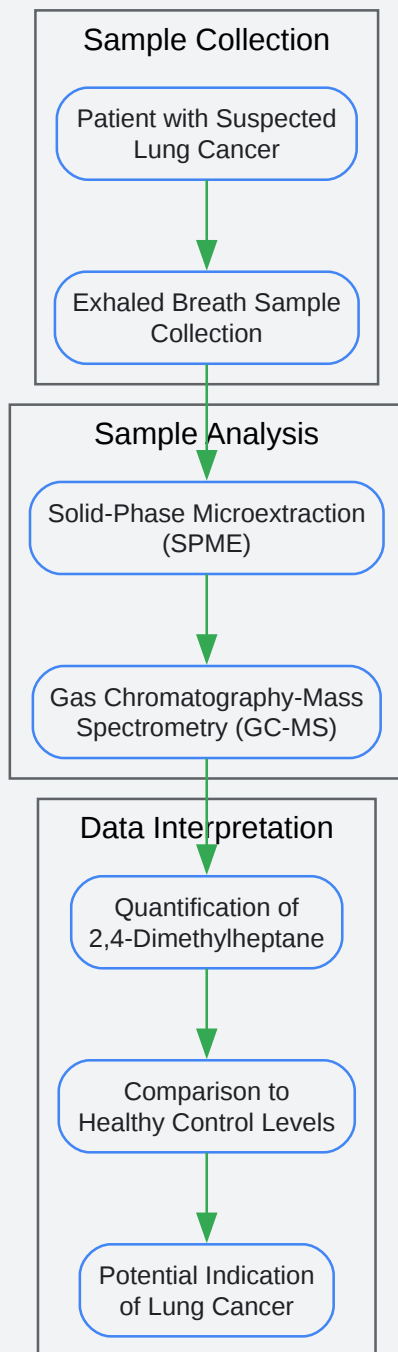 Sample Collection
Patient with Suspected
Lung Cancer
Exhaled Breath Sample
Collection
Sample Analysis
Solid-Phase Microextraction
(SPME)
Gas Chromatography-Mass
Spectrometry (GC-MS)
Data Interpretation
Quantification of
2,4-Dimethylheptane
Comparison to
Healthy Control Levels
Potential Indication
of Lung Cancer